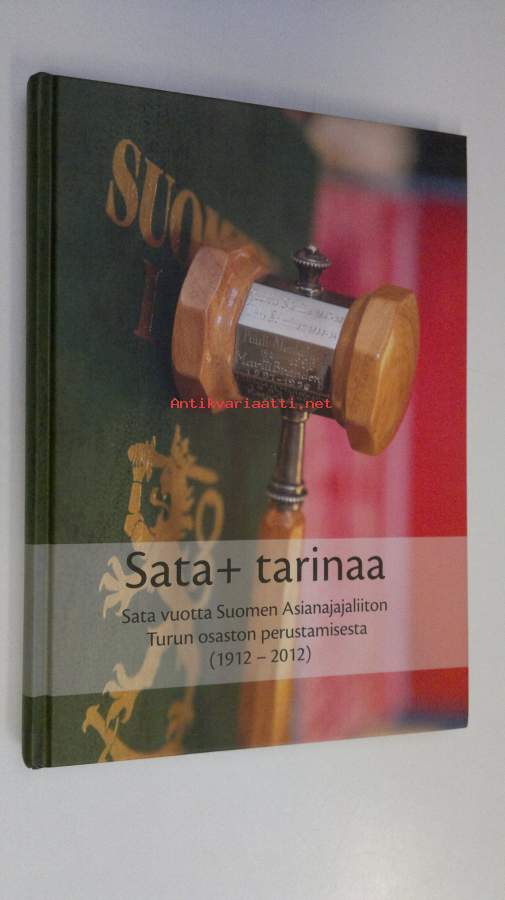 SUOM
I
Antikvariaatti.net
Sata+ tarinaa
Sata vuotta Suomen Asianajajaliiton
Turun osaston perustamisesta
(1912 – 2012)